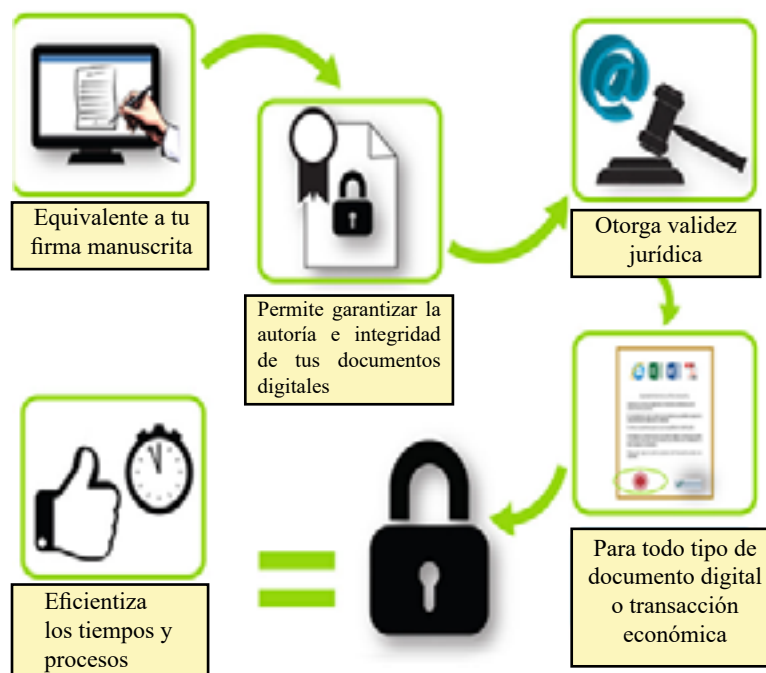 Equivalente a tu
firma manuscrita
Permite garantizar la
autoría e integridad
de tus documentos
digitales
Otorga validez
jurídica
Para todo tipo de
documento digital
o transacción
económica
Eficientiza
los tiempos y
procesos